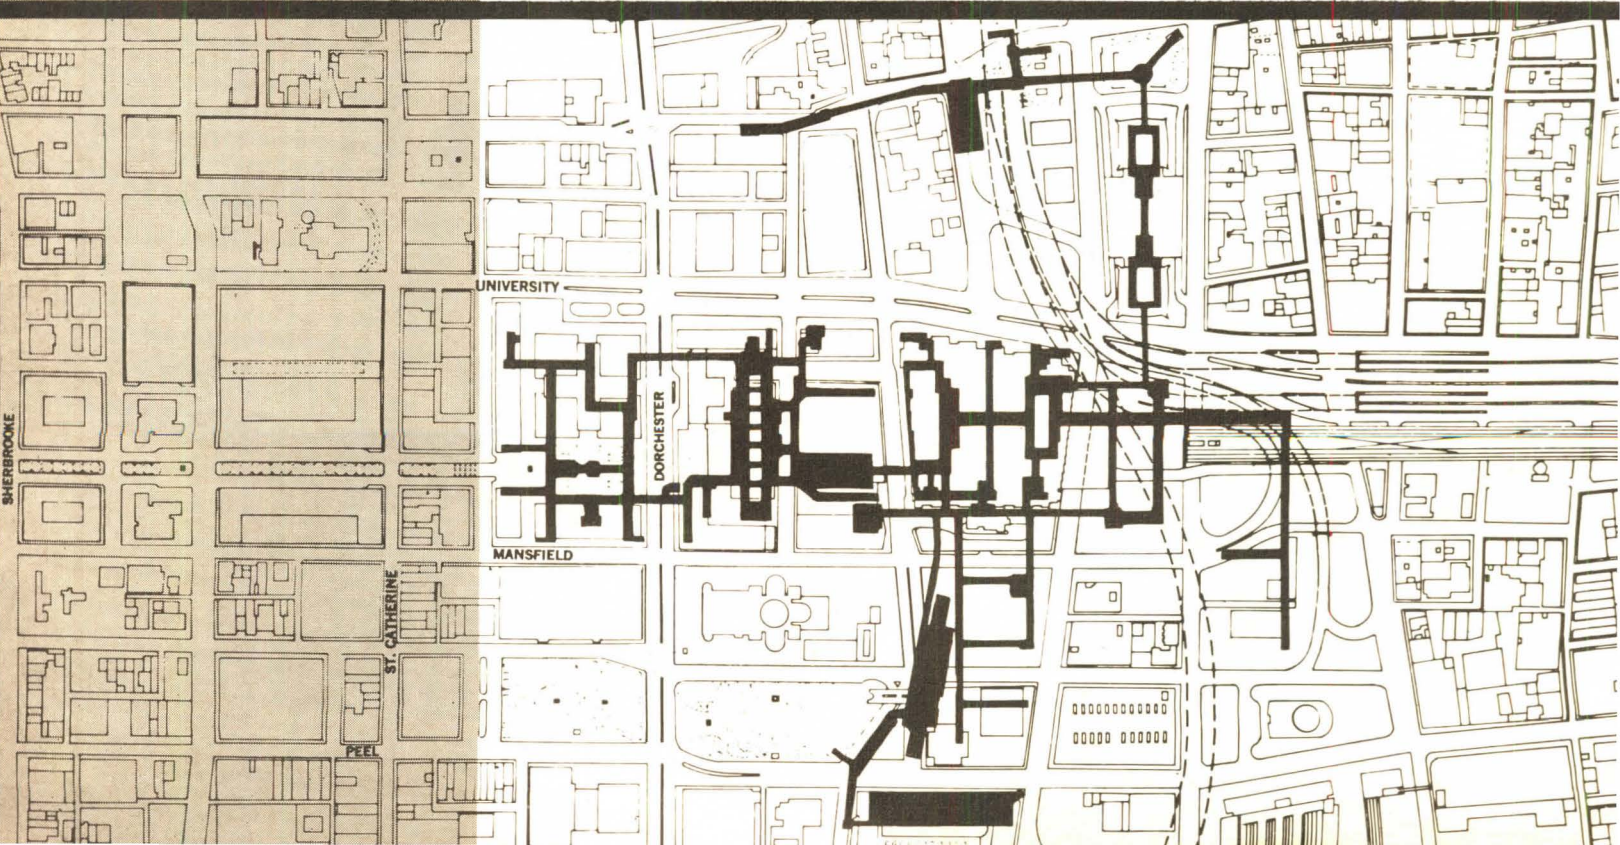 UNIVERSITY
SHERBROOKE
DORCHESTER
MANSFIELD
ST. CATHERINE
PEEL